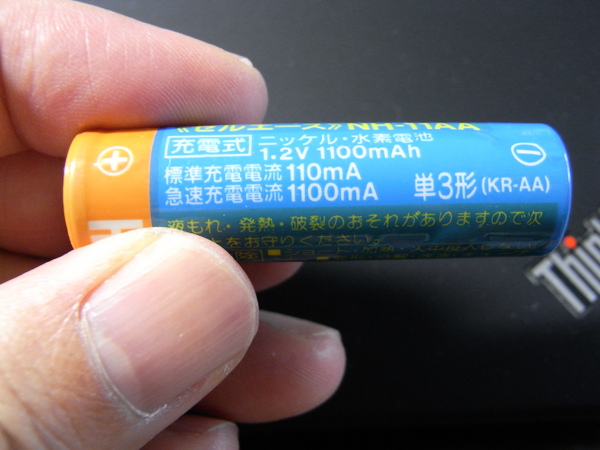 《セルエース》NH-11AA
充電式 ニッケル・水素電池
1.2V 1100mAh
標準充電電流 110mA
急速充電電流 1100mA
単3形 (KR-AA)
液もれ・発熱・破裂のおそれがありますので次
をお守りください。
Think